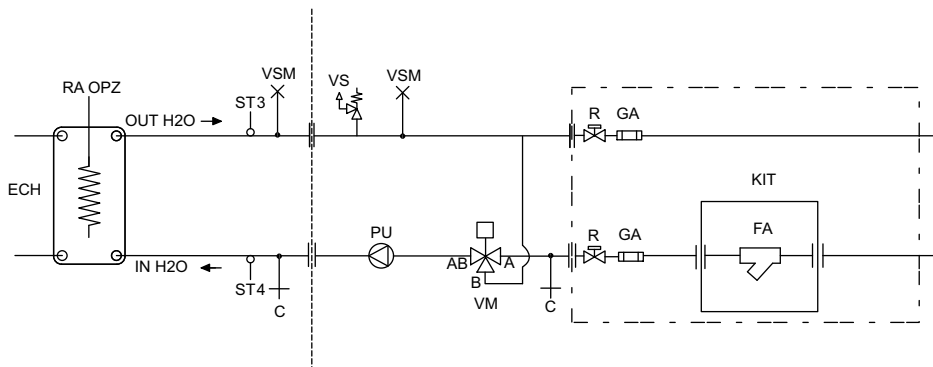 VSM
VS
VSM
RA OPZ
ST3
OUT H2O
R
GA
ECH
KIT
PU
R
GA
FA
AB
A
B
IN H2O
ST4
C
VM
C